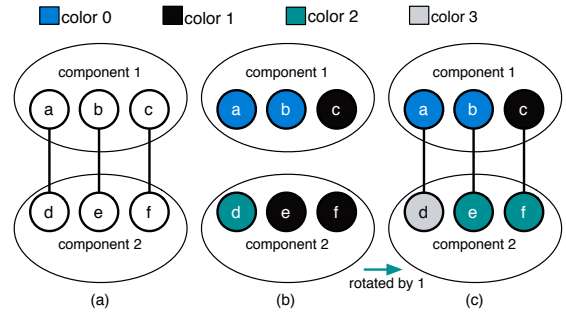 color 0 color 1 color 2 color 3
component 1 component 1 component 1
a b c a b c a b c
d e f d e f d e f
component 2 component 2 component 2
rotated by 1
(a) (b) (c)